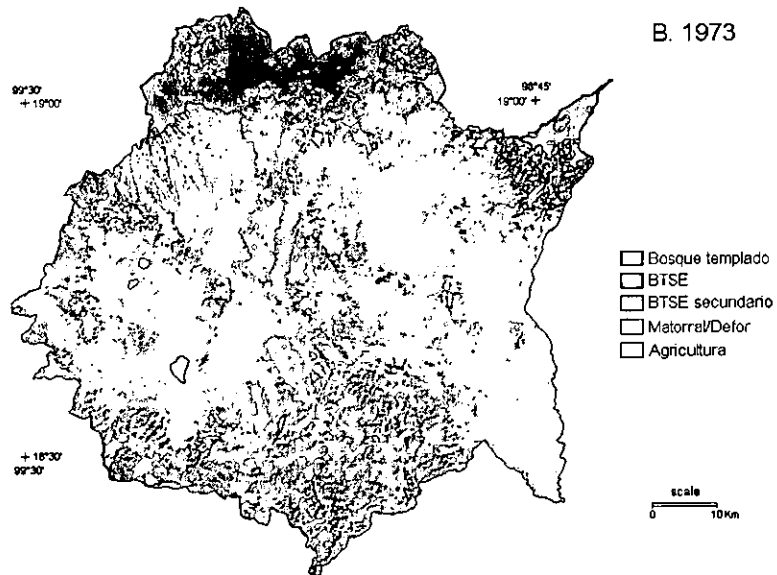 B. 1973
99°30'
+ 19°00'
98°45'
19°00' +
Bosque templado
BTSE
BTSE secundario
Matorral/Defor
Agricultura
+ 18°30'
99°30'
scale
0 10Km